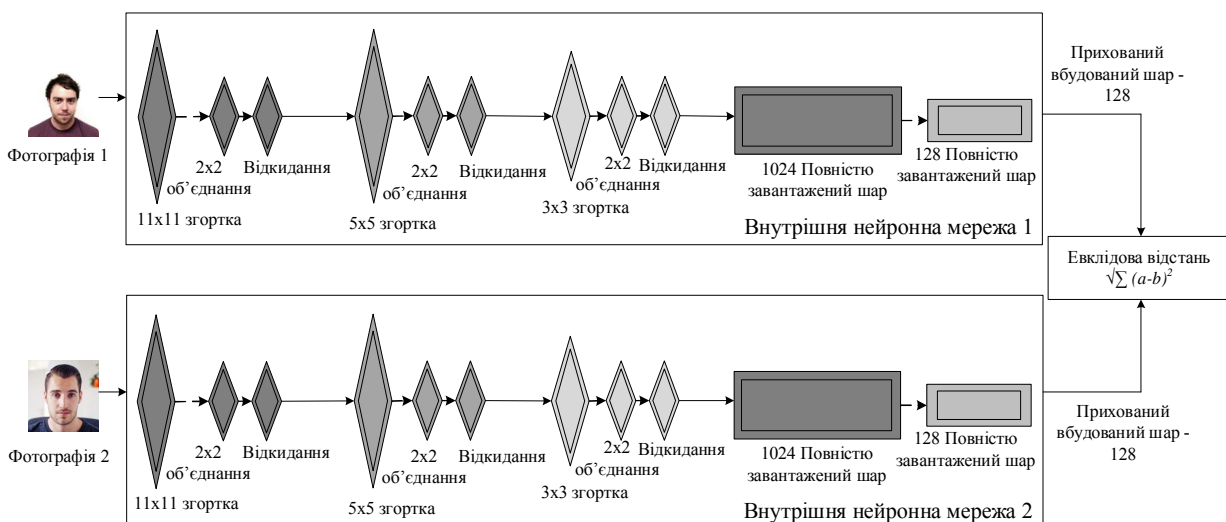 Фотографія 1
11x11 згортка
2x2
об’єднання
Відкидання
5x5 згортка
2x2
об’єднання
Відкидання
3x3 згортка
2x2
об’єднання
Відкидання
1024 Повністю
завантажений шар
128 Повністю
завантажений шар
Внутрішня нейронна мережа 1
Прихований
вбудований шар -
128
Евклідова відстань
√∑ (a-b)²
Фотографія 2
11x11 згортка
2x2
об’єднання
Відкидання
5x5 згортка
2x2
об’єднання
Відкидання
3x3 згортка
2x2
об’єднання
Відкидання
1024 Повністю
завантажений шар
128 Повністю
завантажений шар
Внутрішня нейронна мережа 2
Прихований
вбудований шар -
128